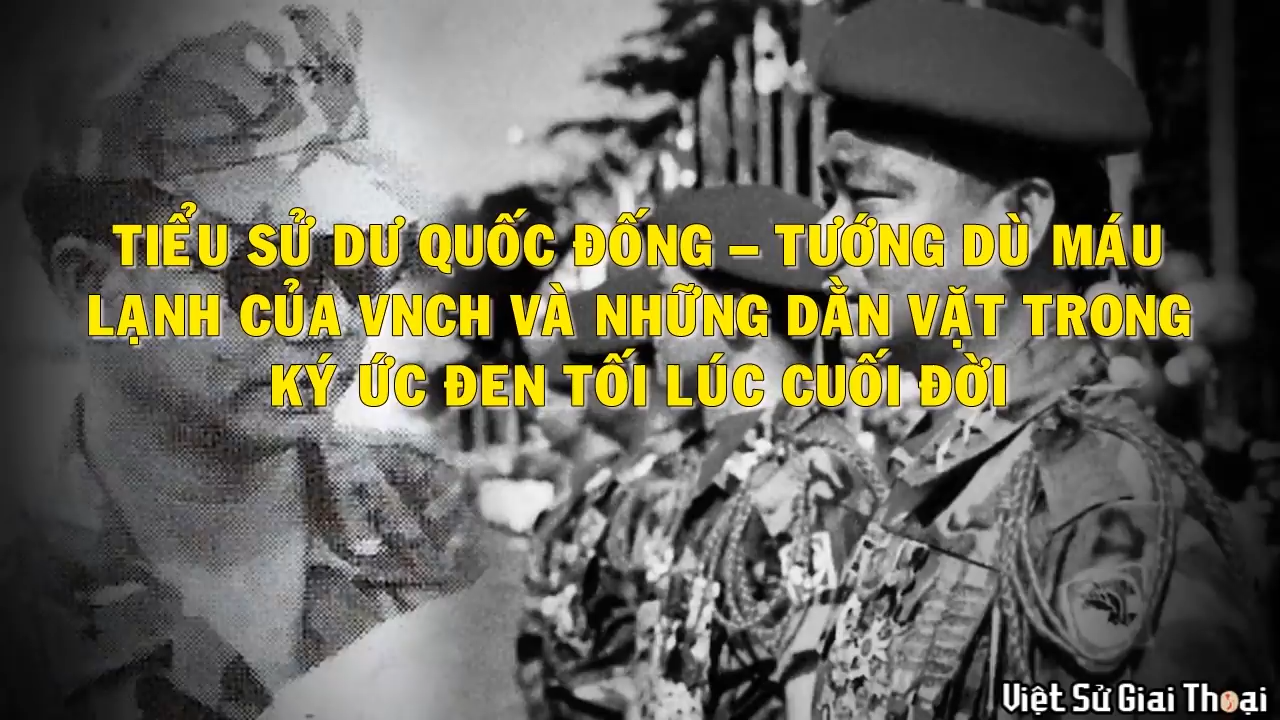 TIỂU SỬ DƯ QUỐC ĐỐNG – TƯỚNG DÙ MÁU
LẠNH CỦA VNCH VÀ NHỮNG DẰN VẶT TRONG
KÝ ỨC ĐEN TỐI LÚC CUỐI ĐỜI
Việt Sử Giai Thoại